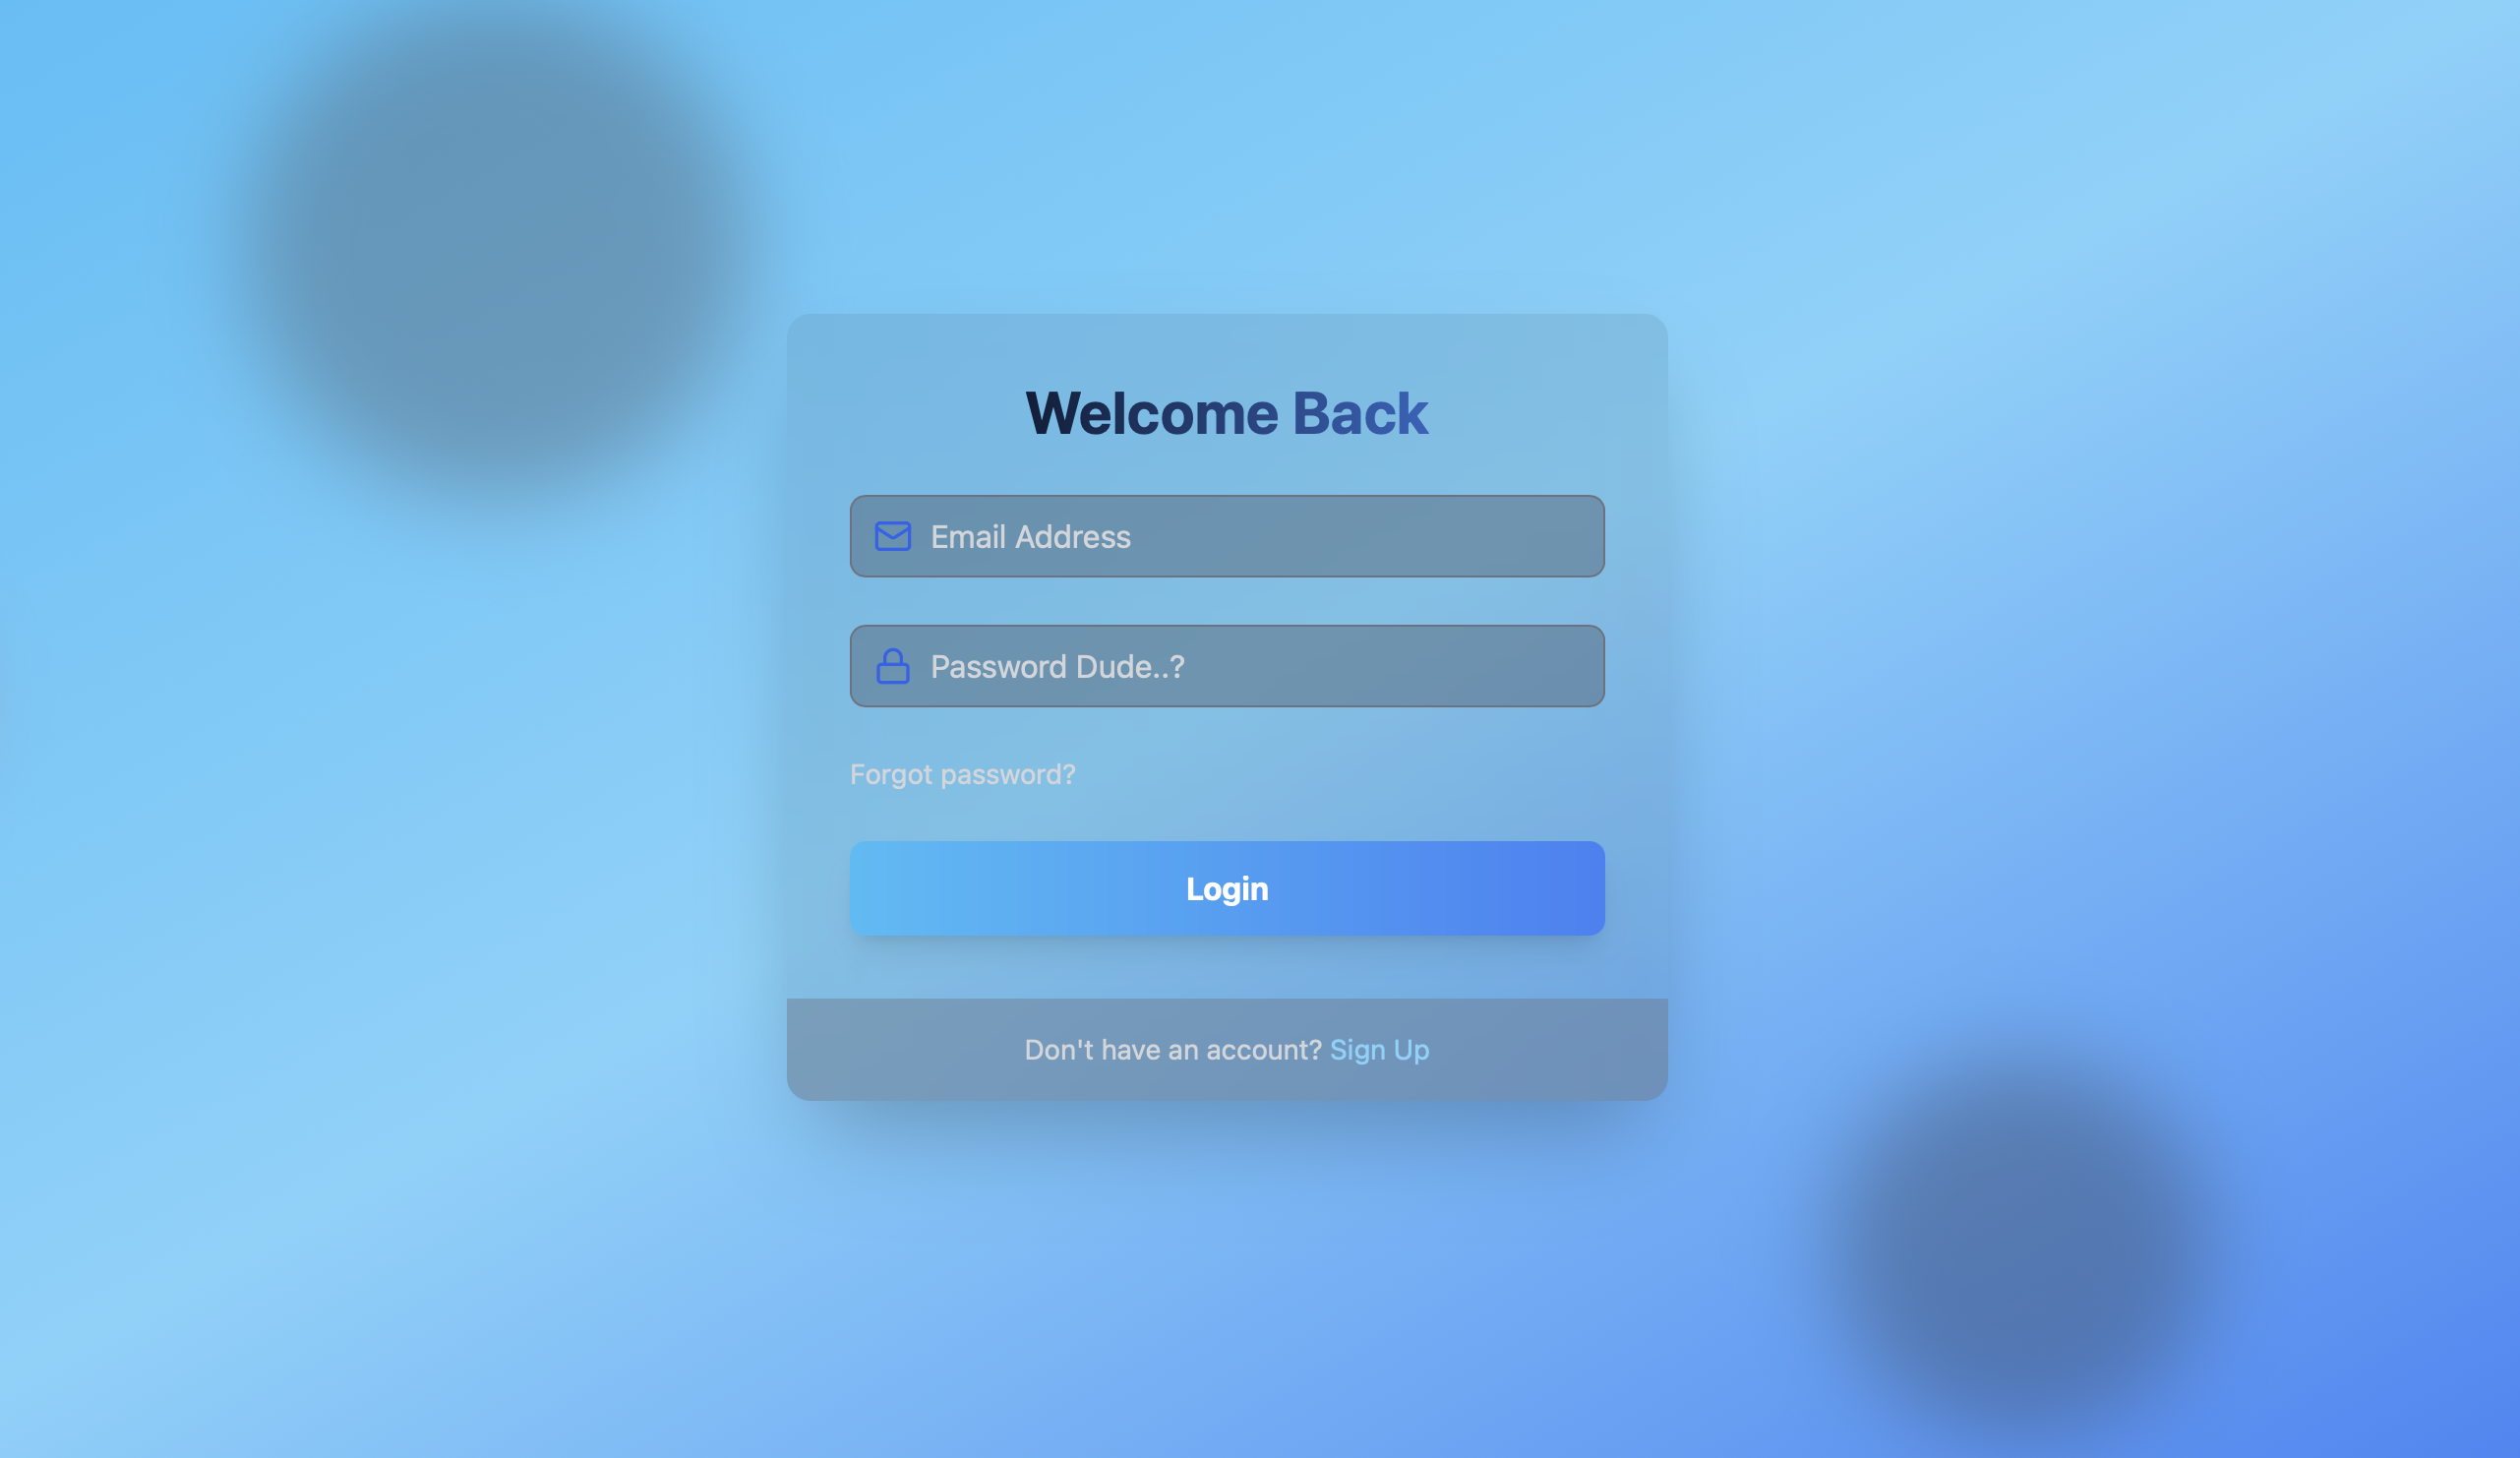 Welcome Back
Email Address
Password Dude..?
Forgot password?
Login
Don't have an account? Sign Up